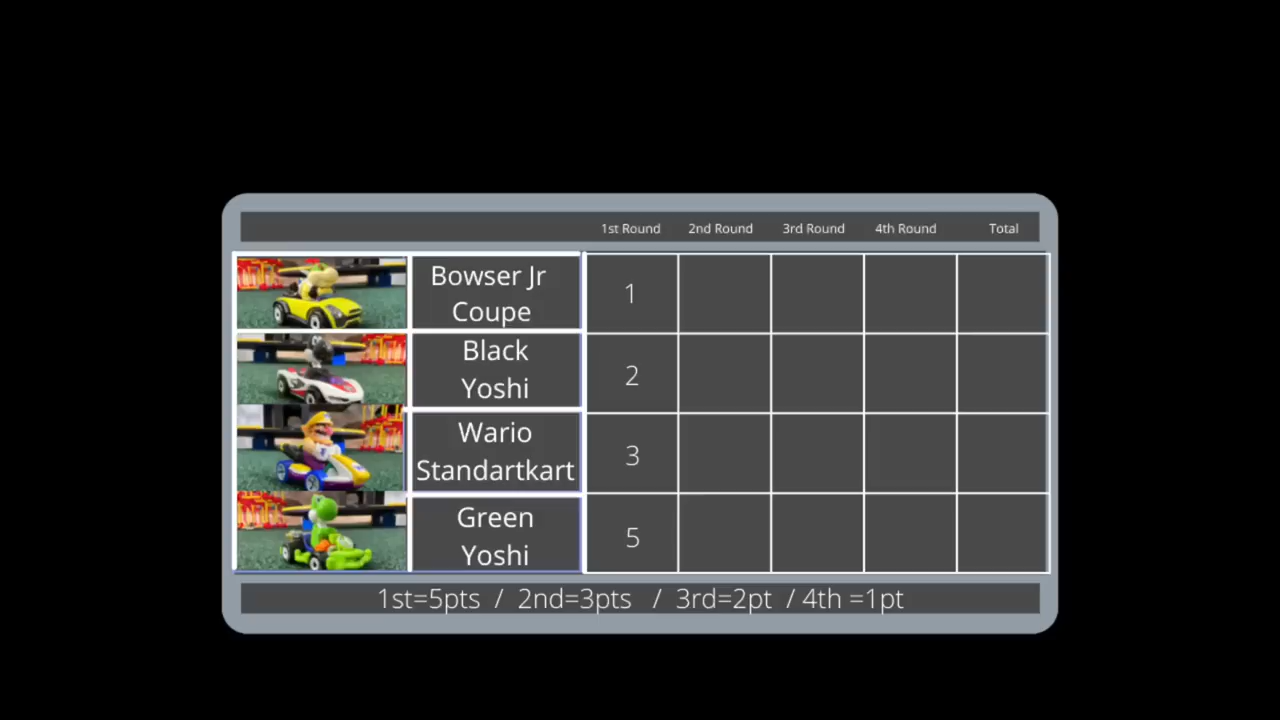 1st Round 2nd Round 3rd Round 4th Round Total
Bowser Jr
Coupe
1
Black
Yoshi
2
Wario
Standartkart
3
Green
Yoshi
5
1st=5pts / 2nd=3pts / 3rd=2pt / 4th =1pt